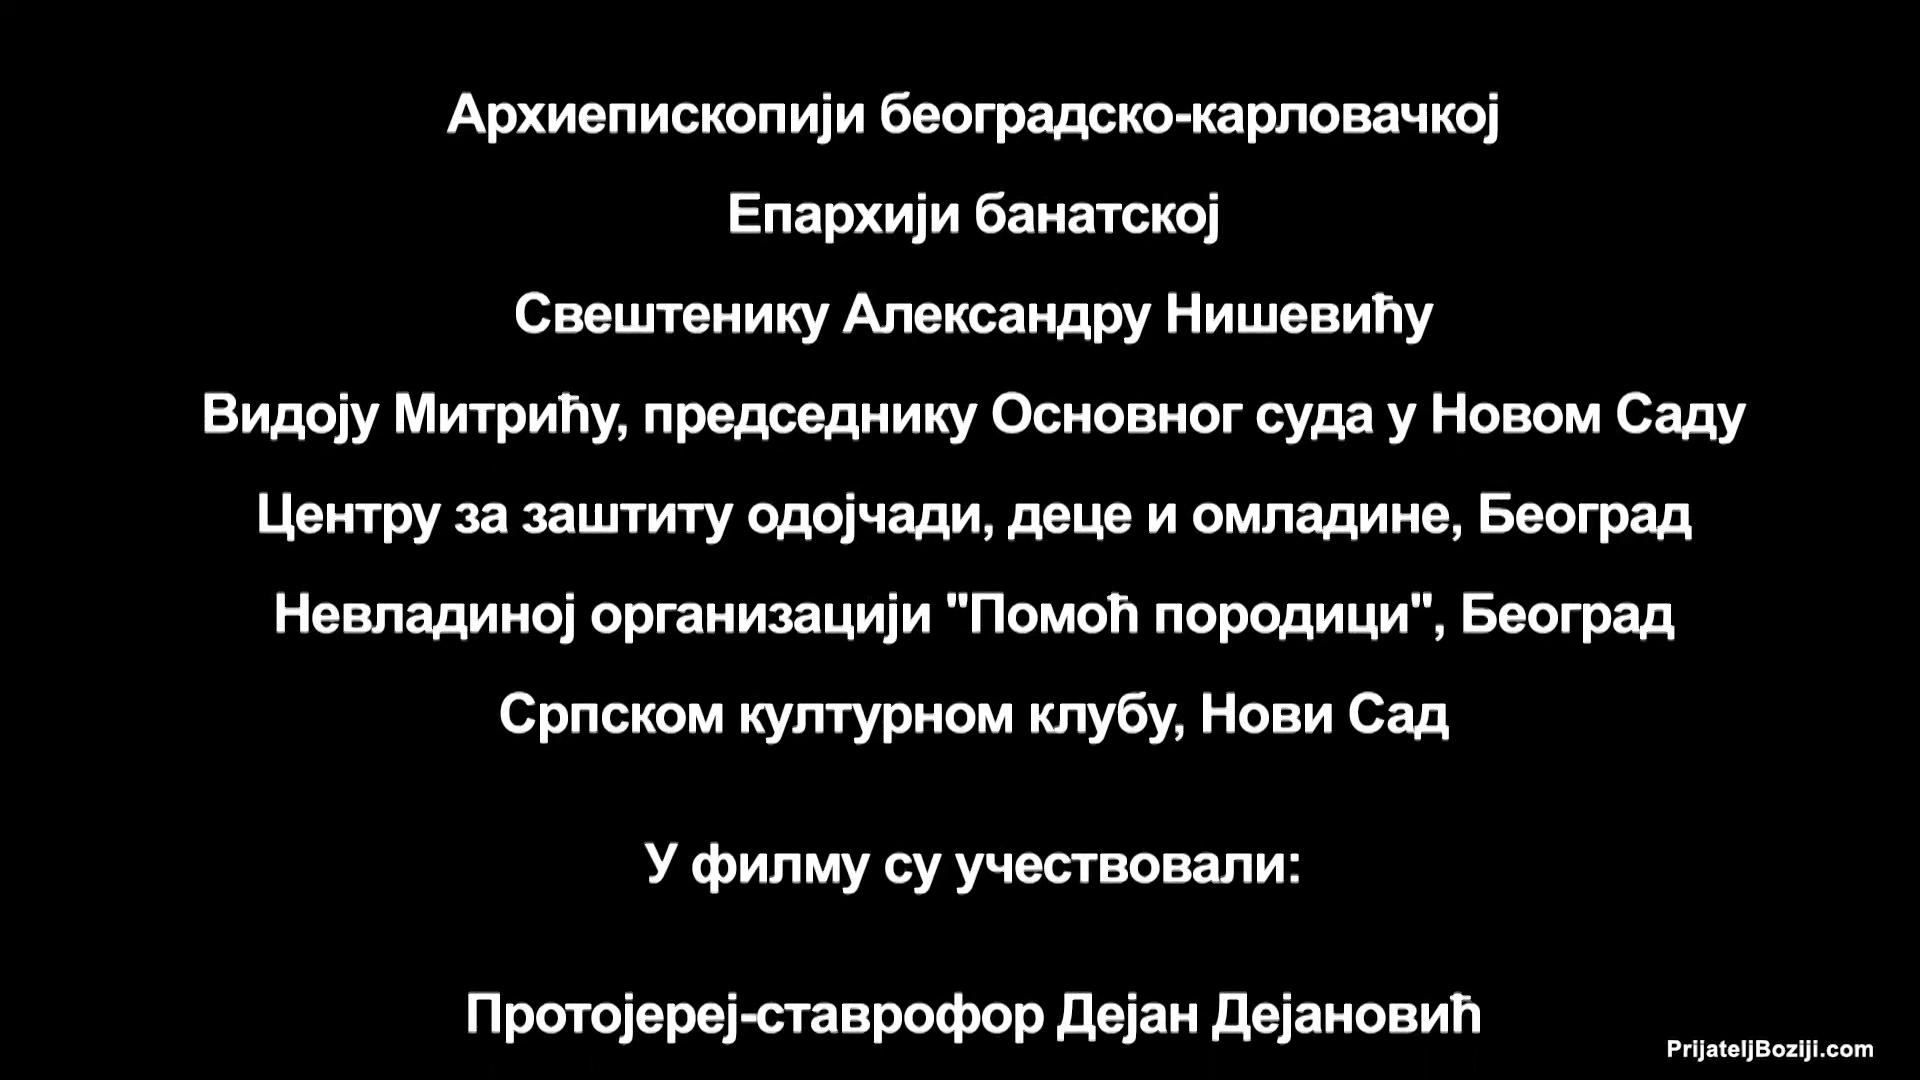 Архиепископији београдско-карловачкој
Епархији банатској
Свештенику Александру Нишевићу
Видоју Митрићу, председнику Основног суда у Новом Саду
Центру за заштиту одојчади, деце и омладине, Београд
Невладиној организацији "Помоћ породици", Београд
Српском културном клубу, Нови Сад
У филму су учествовали:
Протојереј-ставрофор Дејан Дејановић
PrijateljBoziji.com